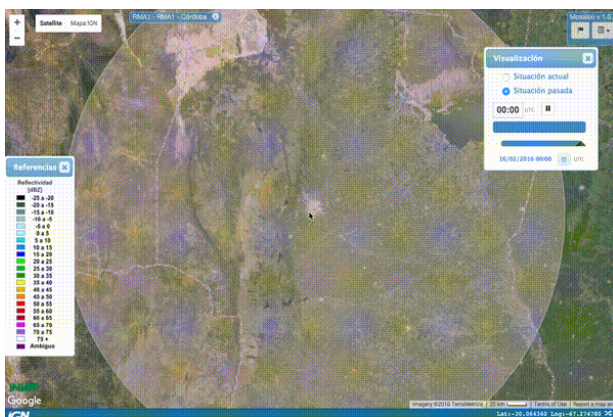 +
−
Satellite Mapa IGN
RMA1 - RMA1 - Córdoba
Mosaico v 1.0.
Visualización
Situación actual
Situación pasada
00:00 UTC
16/02/2016 00:00 UTC
Referencias
Reflectividad
[dBZ]
-25 a -20
-20 a -15
-15 a -10
-10 a -5
-5 a 0
0 a 5
5 a 10
10 a 15
15 a 20
20 a 25
25 a 30
30 a 35
35 a 40
40 a 45
45 a 50
50 a 55
55 a 60
60 a 65
65 a 70
70 a 75
75 +
Ambiguo
Google
Imagery ©2016 TerraMetrics 20 km Terms of Use Report a map
IGN